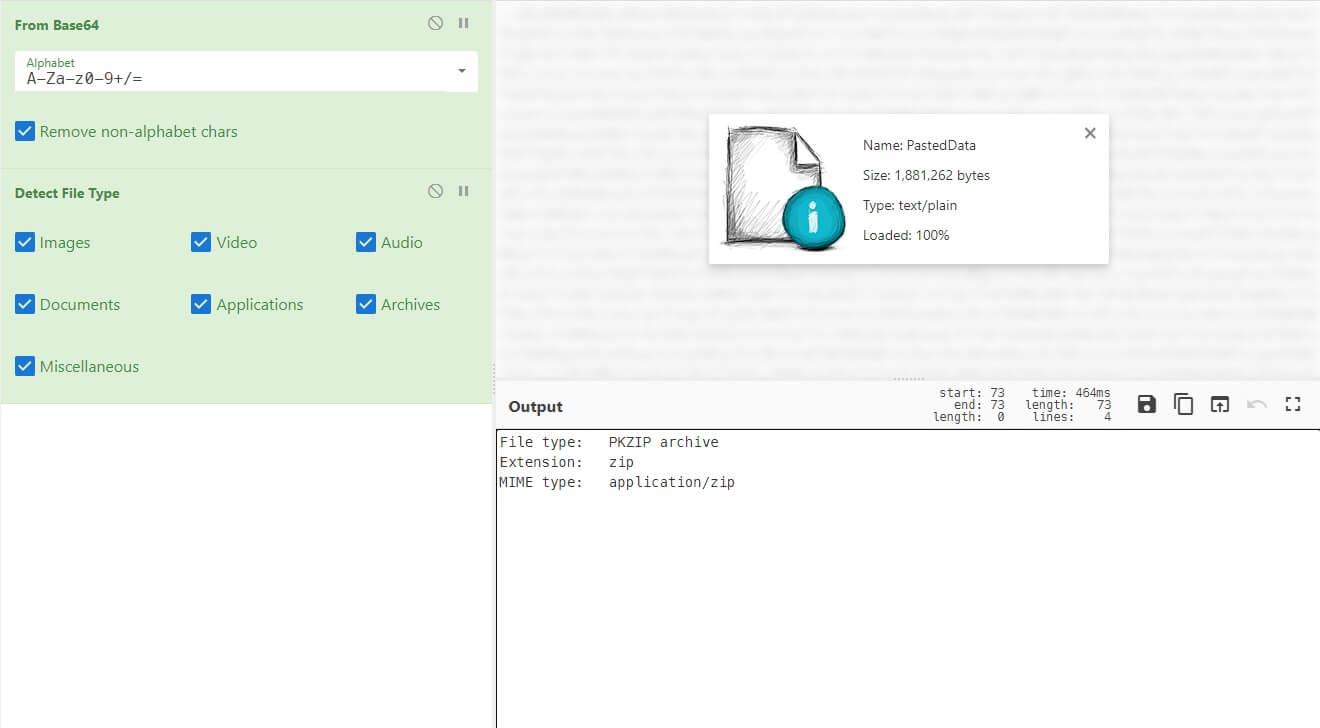 From Base64
Alphabet
A-Za-z0-9+/=
Remove non-alphabet chars
Detect File Type
Images Video Audio
Documents Applications Archives
Miscellaneous
Name: PastedData
Size: 1,881,262 bytes
Type: text/plain
Loaded: 100%
Output
start: 73 time: 464ms
end: 73 length: 73
length: 0 lines: 4
File type: PKZIP archive
Extension: zip
MIME type: application/zip